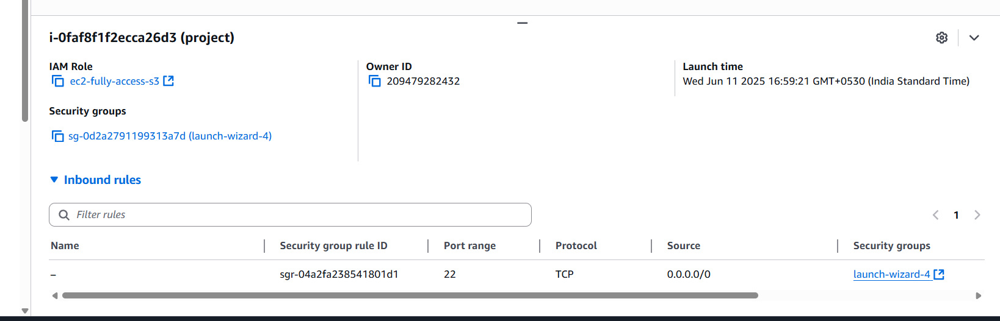 i-0faf8f1f2ecca26d3 (project)
IAM Role
ec2-fully-access-s3
Owner ID
209479282432
Launch time
Wed Jun 11 2025 16:59:21 GMT+0530 (India Standard Time)
Security groups
sg-0d2a2791199313a7d (launch-wizard-4)
Inbound rules
Filter rules
1
Name Security group rule ID Port range Protocol Source Security groups
– sgr-04a2fa238541801d1 22 TCP 0.0.0.0/0 launch-wizard-4